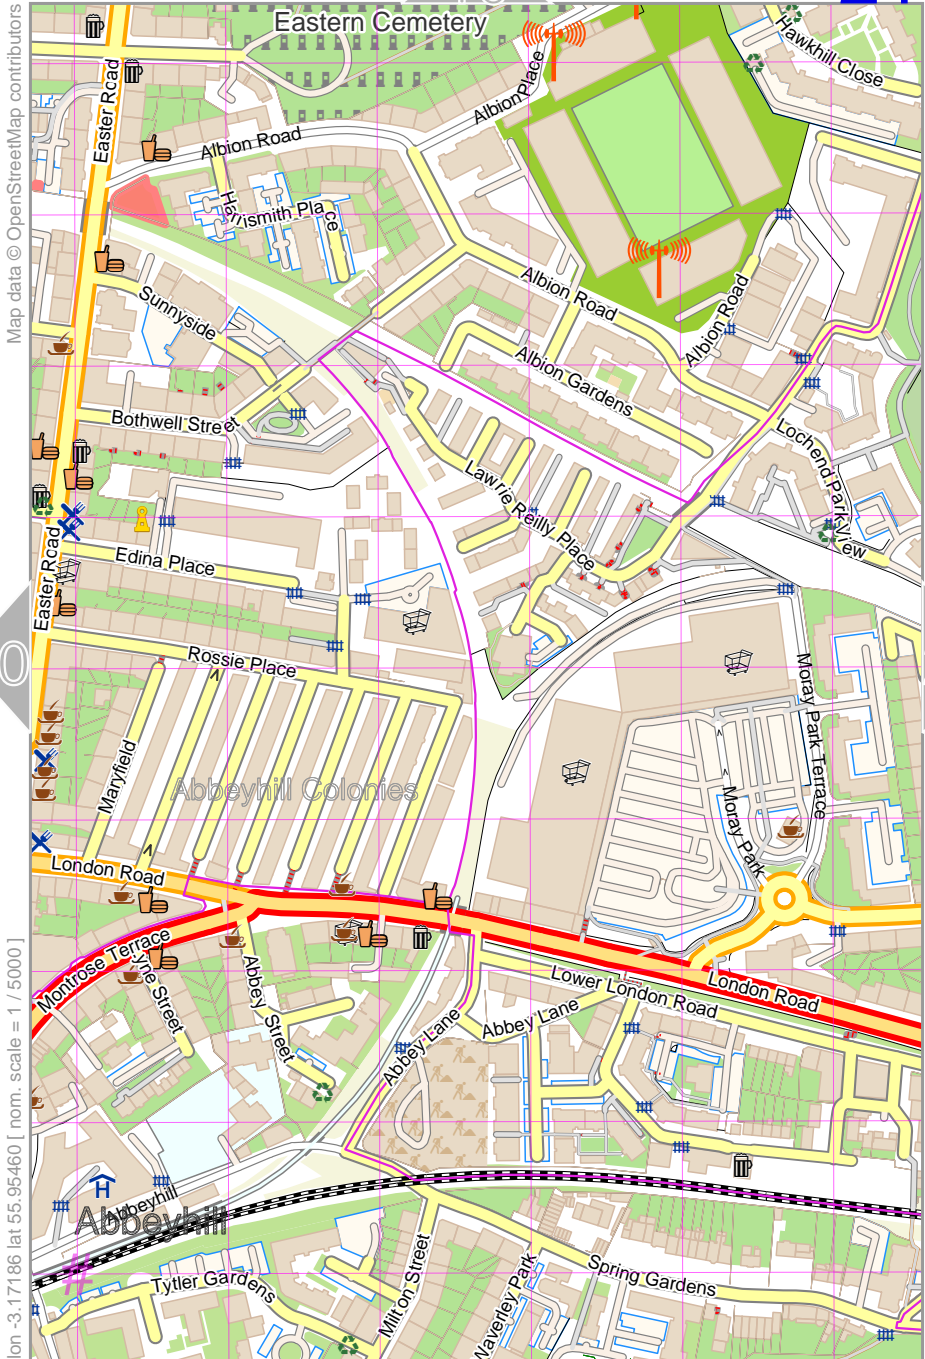 Eastern Cemetery
Hawkhill Close
Albion Place
Easter Road
Albion Road
Harrismith Place
Albion Road
Albion Road
Sunnyside
Albion Gardens
Bothwell Street
Lochend Park View
Lawrie Reilly Place
Edina Place
Easter Road
Rossie Place
Moray Park Terrace
Maryfield
Abbeyhill Colonies
Moray Park
London Road
Montrose Terrace
Lyne Street
Abbey Street
Lower London Road
London Road
Abbey Lane
Abbey Lane
Abbeyhill
Abbeyhill
Tytler Gardens
Milton Street
Waverley Park
Spring Gardens
Map data © OpenStreetMap contributors
lon -3.17186 lat 55.95460 [ nom. scale = 1 / 5000 ]